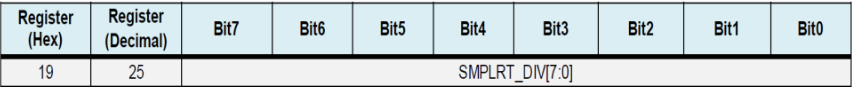 Register (Hex) Register (Decimal) Bit7 Bit6 Bit5 Bit4 Bit3 Bit2 Bit1 Bit0
19 25 SMPLRT_DIV[7:0]